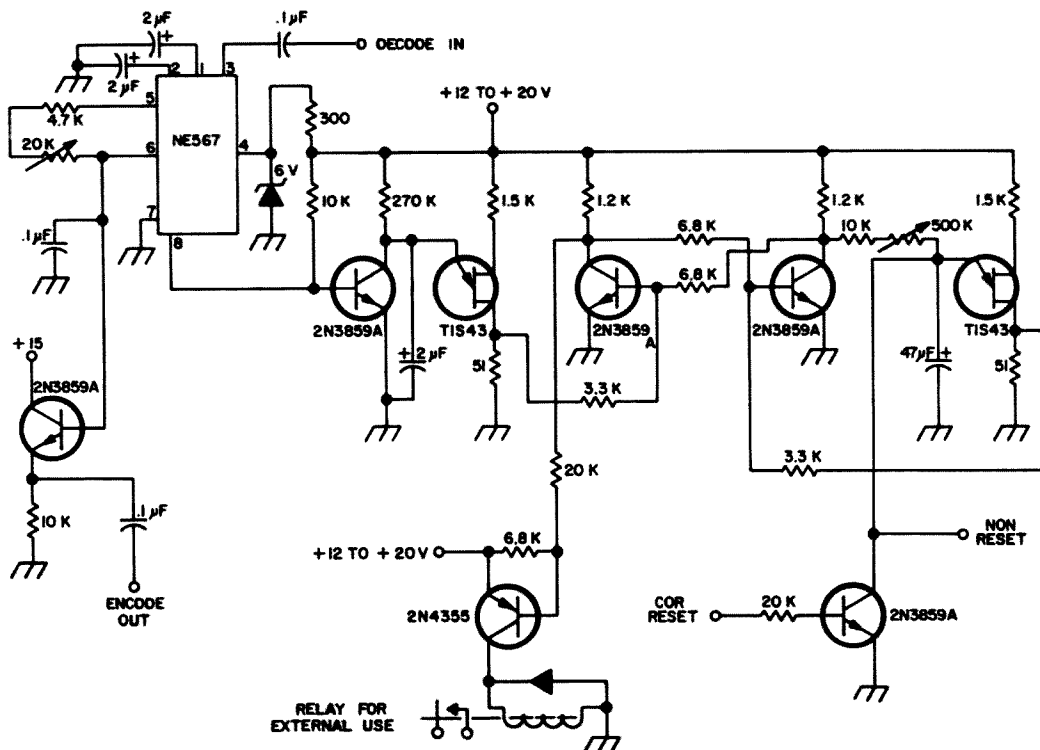 2 µF
.1 µF
DECODE IN
2 µF
2
1
3
5
4.7 K
NE567
20 K
6
4
300
+12 TO +20 V
6 V
10 K
270 K
1.5 K
1.2 K
6.8 K
1.2 K
10 K
500 K
1.5 K
7
8
.1 µF
6.8 K
2N3859A
TIS43
2N3859
A
2N3859A
TIS43
+ 2 µF
51
47µF +
51
+ 15
2N3859A
3.3 K
20 K
3.3 K
10 K
.1 µF
6.8 K
+12 TO + 20 V
NON
RESET
ENCODE
OUT
2N4355
COR
RESET
20 K
2N3859A
RELAY FOR
EXTERNAL USE